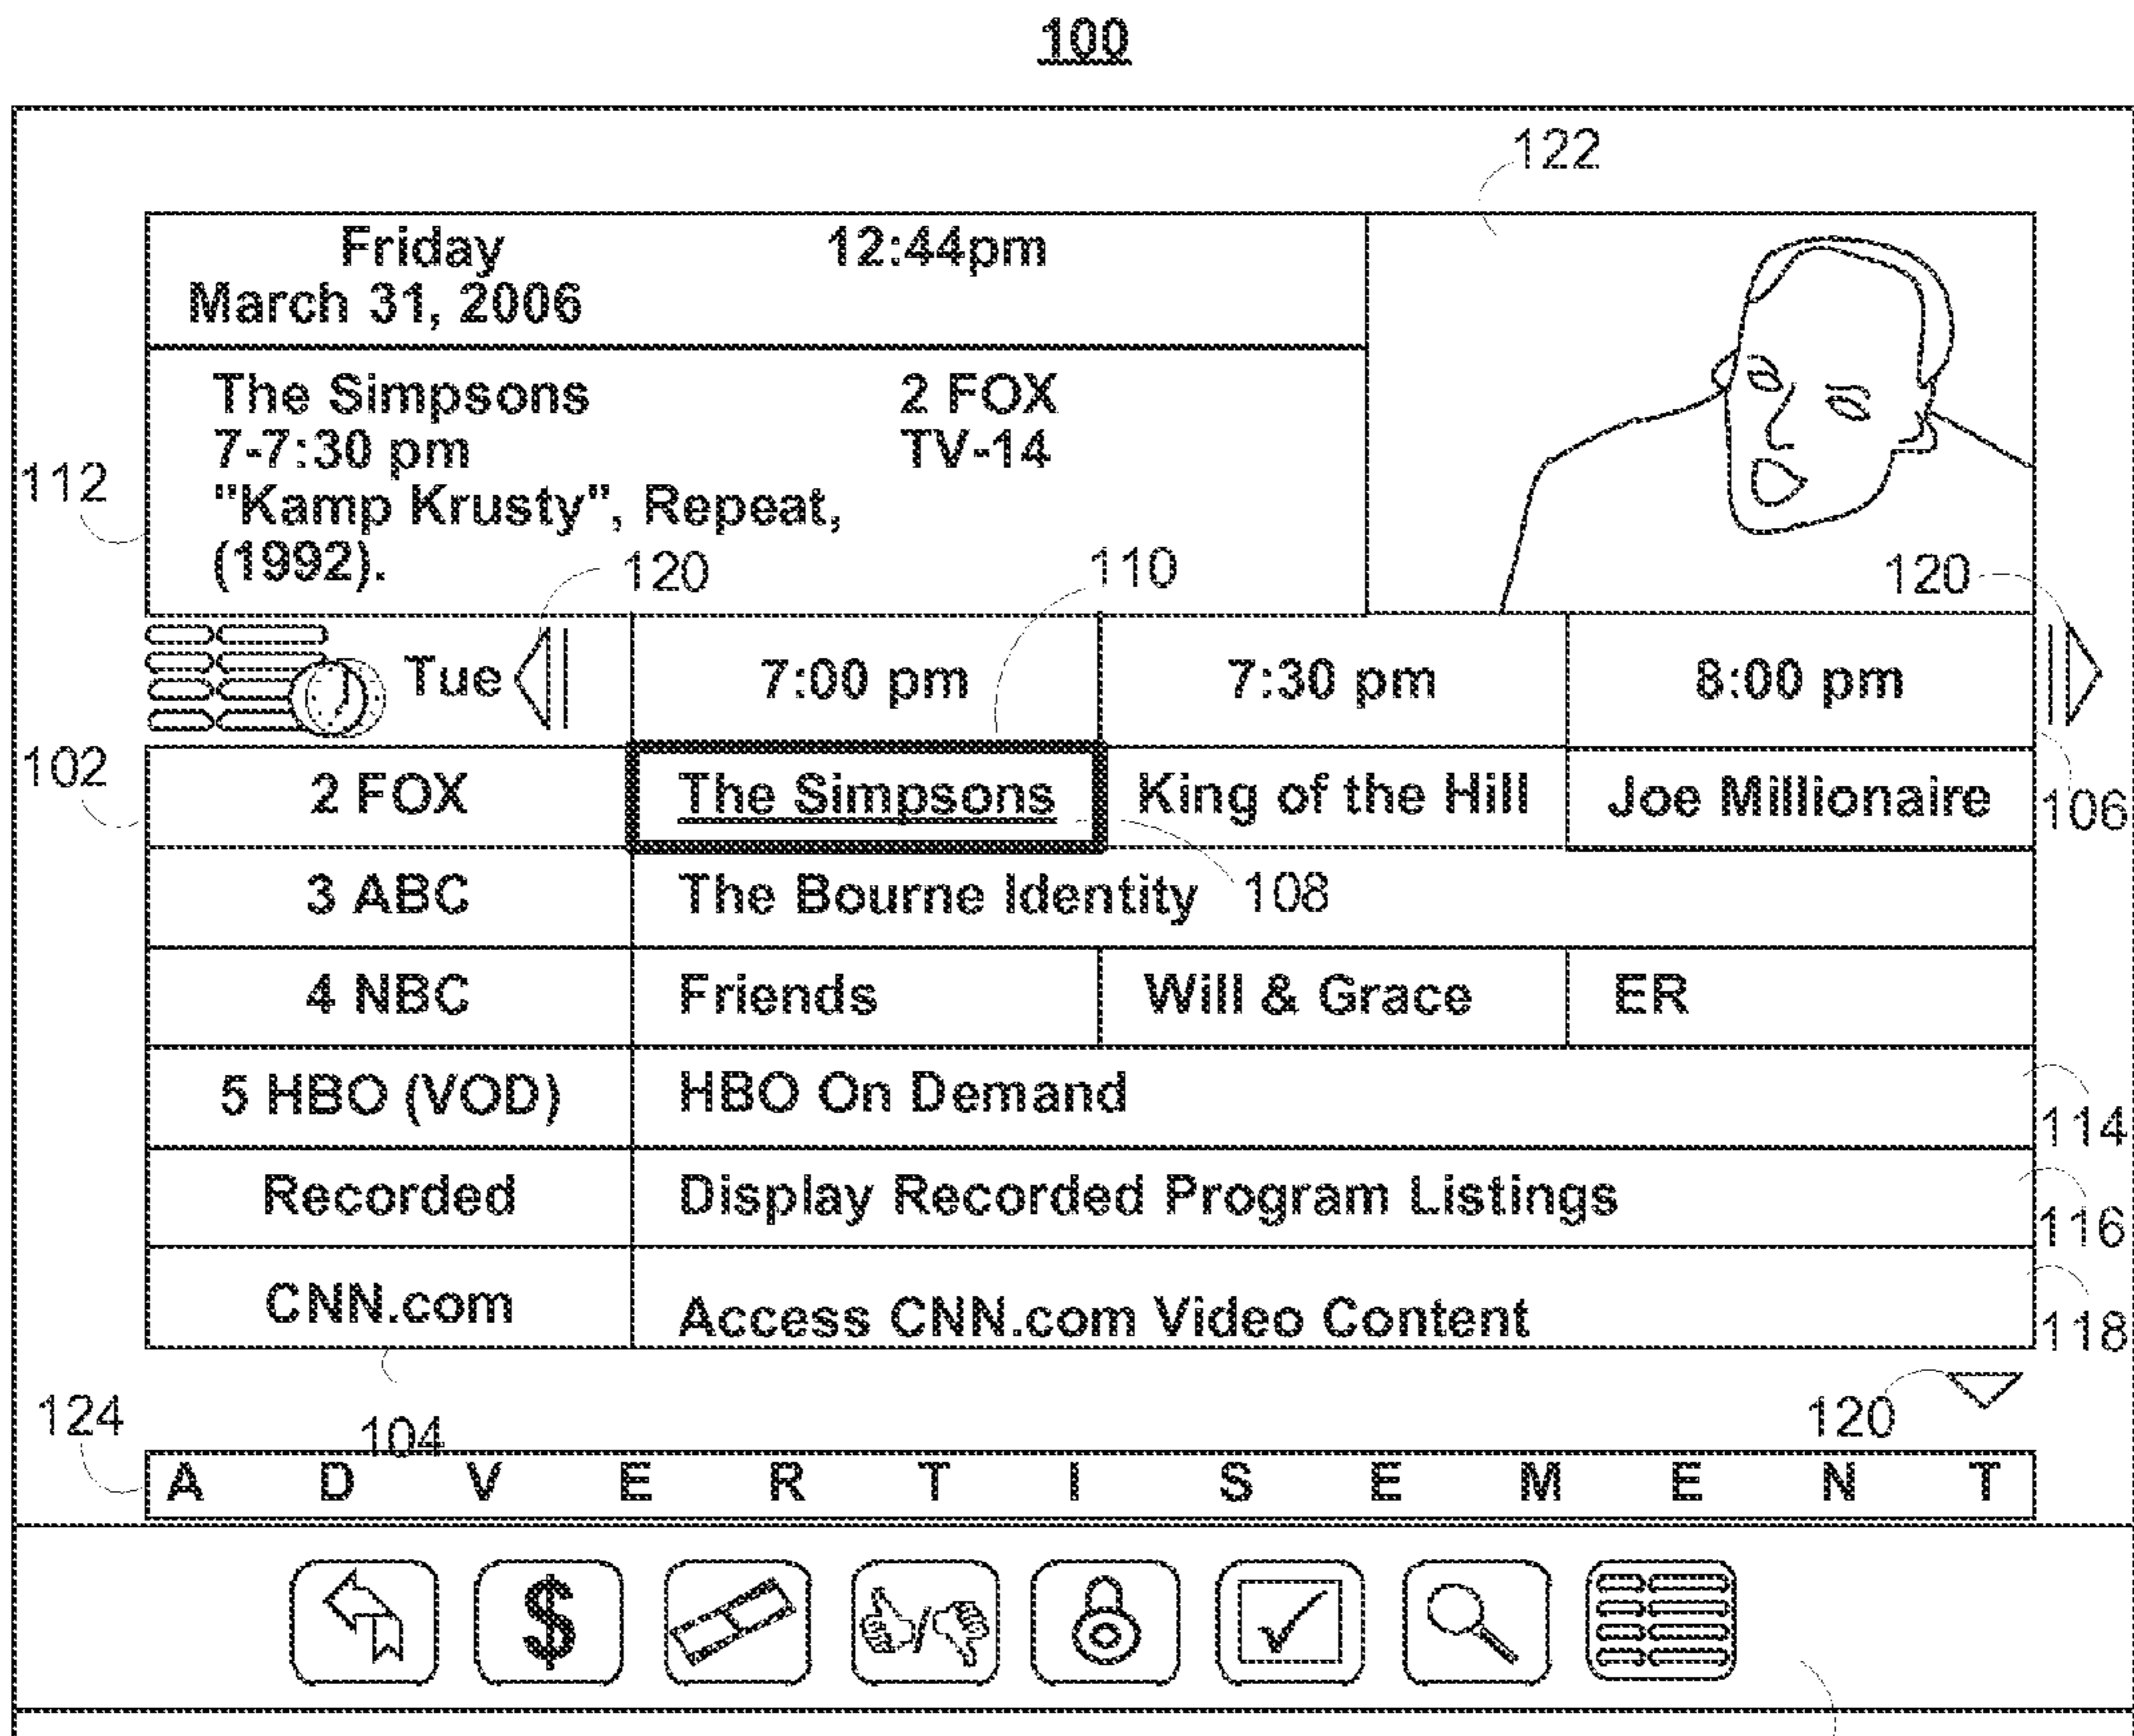 100
122
Friday 12:44pm
March 31, 2006
The Simpsons 2 FOX
7-7:30 pm TV-14
112
"Kamp Krusty", Repeat,
(1992).
120 110 120
Tue 7:00 pm 7:30 pm 8:00 pm
102
2 FOX The Simpsons King of the Hill Joe Millionaire
106
3 ABC The Bourne Identity 108
4 NBC Friends Will & Grace ER
5 HBO (VOD) HBO On Demand
114
Recorded Display Recorded Program Listings
116
CNN.com Access CNN.com Video Content
118
124 104 120
A D V E R T I S E M E N T
$